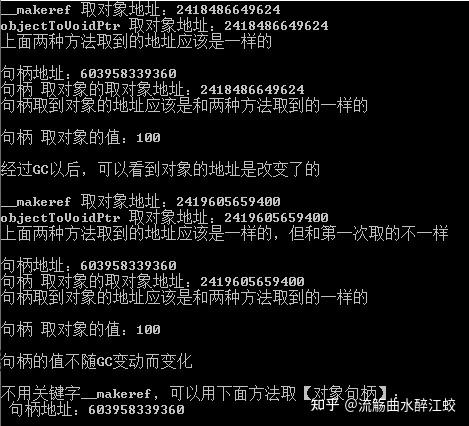 __makeref 取对象地址：2418486649624
objectToVoidPtr 取对象地址：2418486649624
上面两种方法取到的地址应该是一样的
句柄地址：603958339360
句柄 取对象的取对象地址：2418486649624
句柄取到对象的地址应该是和两种方法取到的一样的
句柄 取对象的值：100
经过GC以后，可以看到对象的地址是改变了的
__makeref 取对象地址：2419605659400
objectToVoidPtr 取对象地址：2419605659400
上面两种方法取到的地址应该是一样的，但和第一次取的不一样
句柄地址：603958339360
句柄 取对象的取对象地址：2419605659400
句柄取到对象的地址应该是和两种方法取到的一样的
句柄 取对象的值：100
句柄的值不随GC变动而变化
不用关键字__makeref，可以用下面方法取【对象句柄】：
句柄地址：603958339360
知乎 @流觞曲水醉江蛟